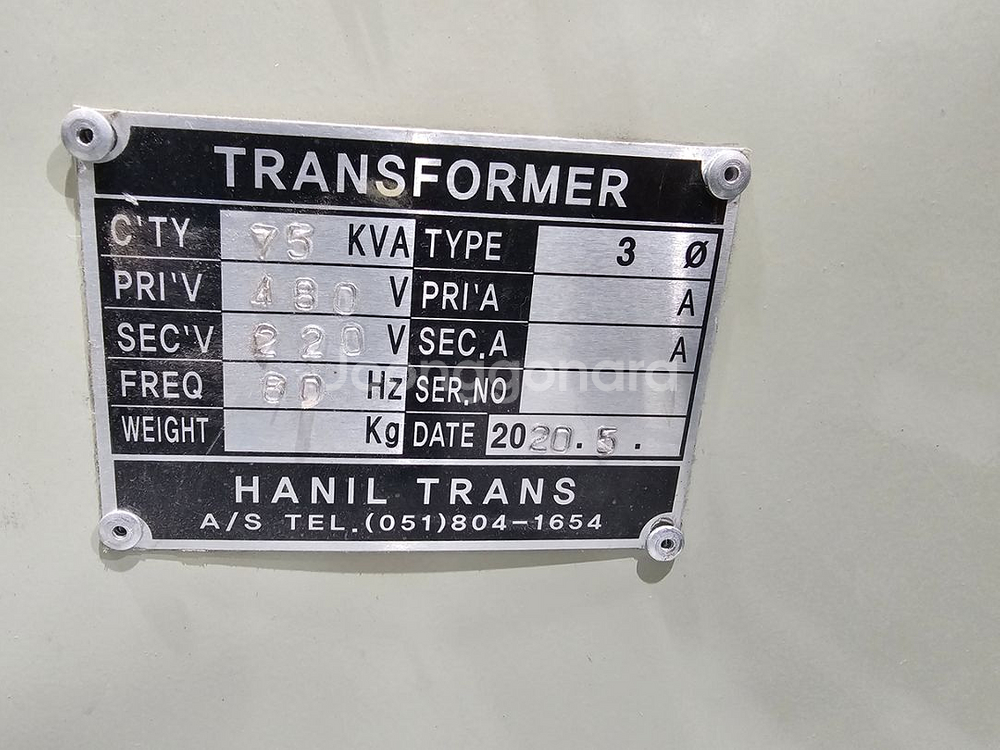 TRANSFORMER
C'TY 75 KVA TYPE 3 Ø
PRI'V 480 V PRI'A A
SEC'V 220 V SEC.A A
FREQ 60 Hz SER.NO
WEIGHT Kg DATE 2020.5.
HANIL TRANS
A/S TEL.(051)804-1654
Joonggonara